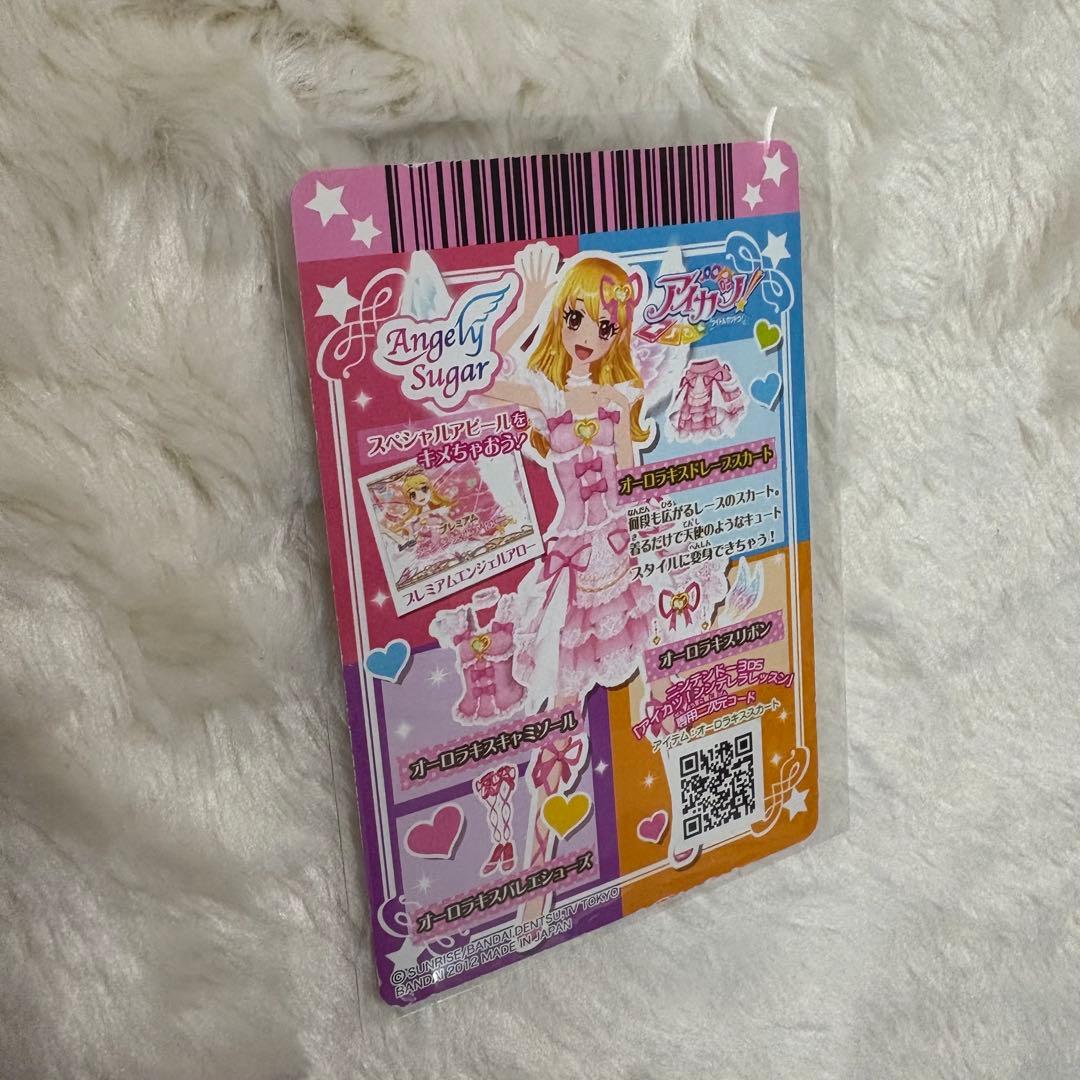 Angely
Sugar
アイカツ!
スペシャルアピールを
キメちゃおう!
プレミアム
プレミアムエンジェルアロー
オーロラキスドレープスカート
何段も広がるレースのスカート。
着るだけで天使のようなキュート
スタイルに変身できちゃう!
オーロラキスリボン
ニンテンドー3DS
「アイカツ!シンデレラレッスン」
専用二次元コード
アイテム:オーロラキススカート
オーロラキスキャミソール
オーロラキスバレエシューズ
©SUNRISE/BANDAI,DENTSU,TV TOKYO
BANDAI 2012 MADE IN JAPAN